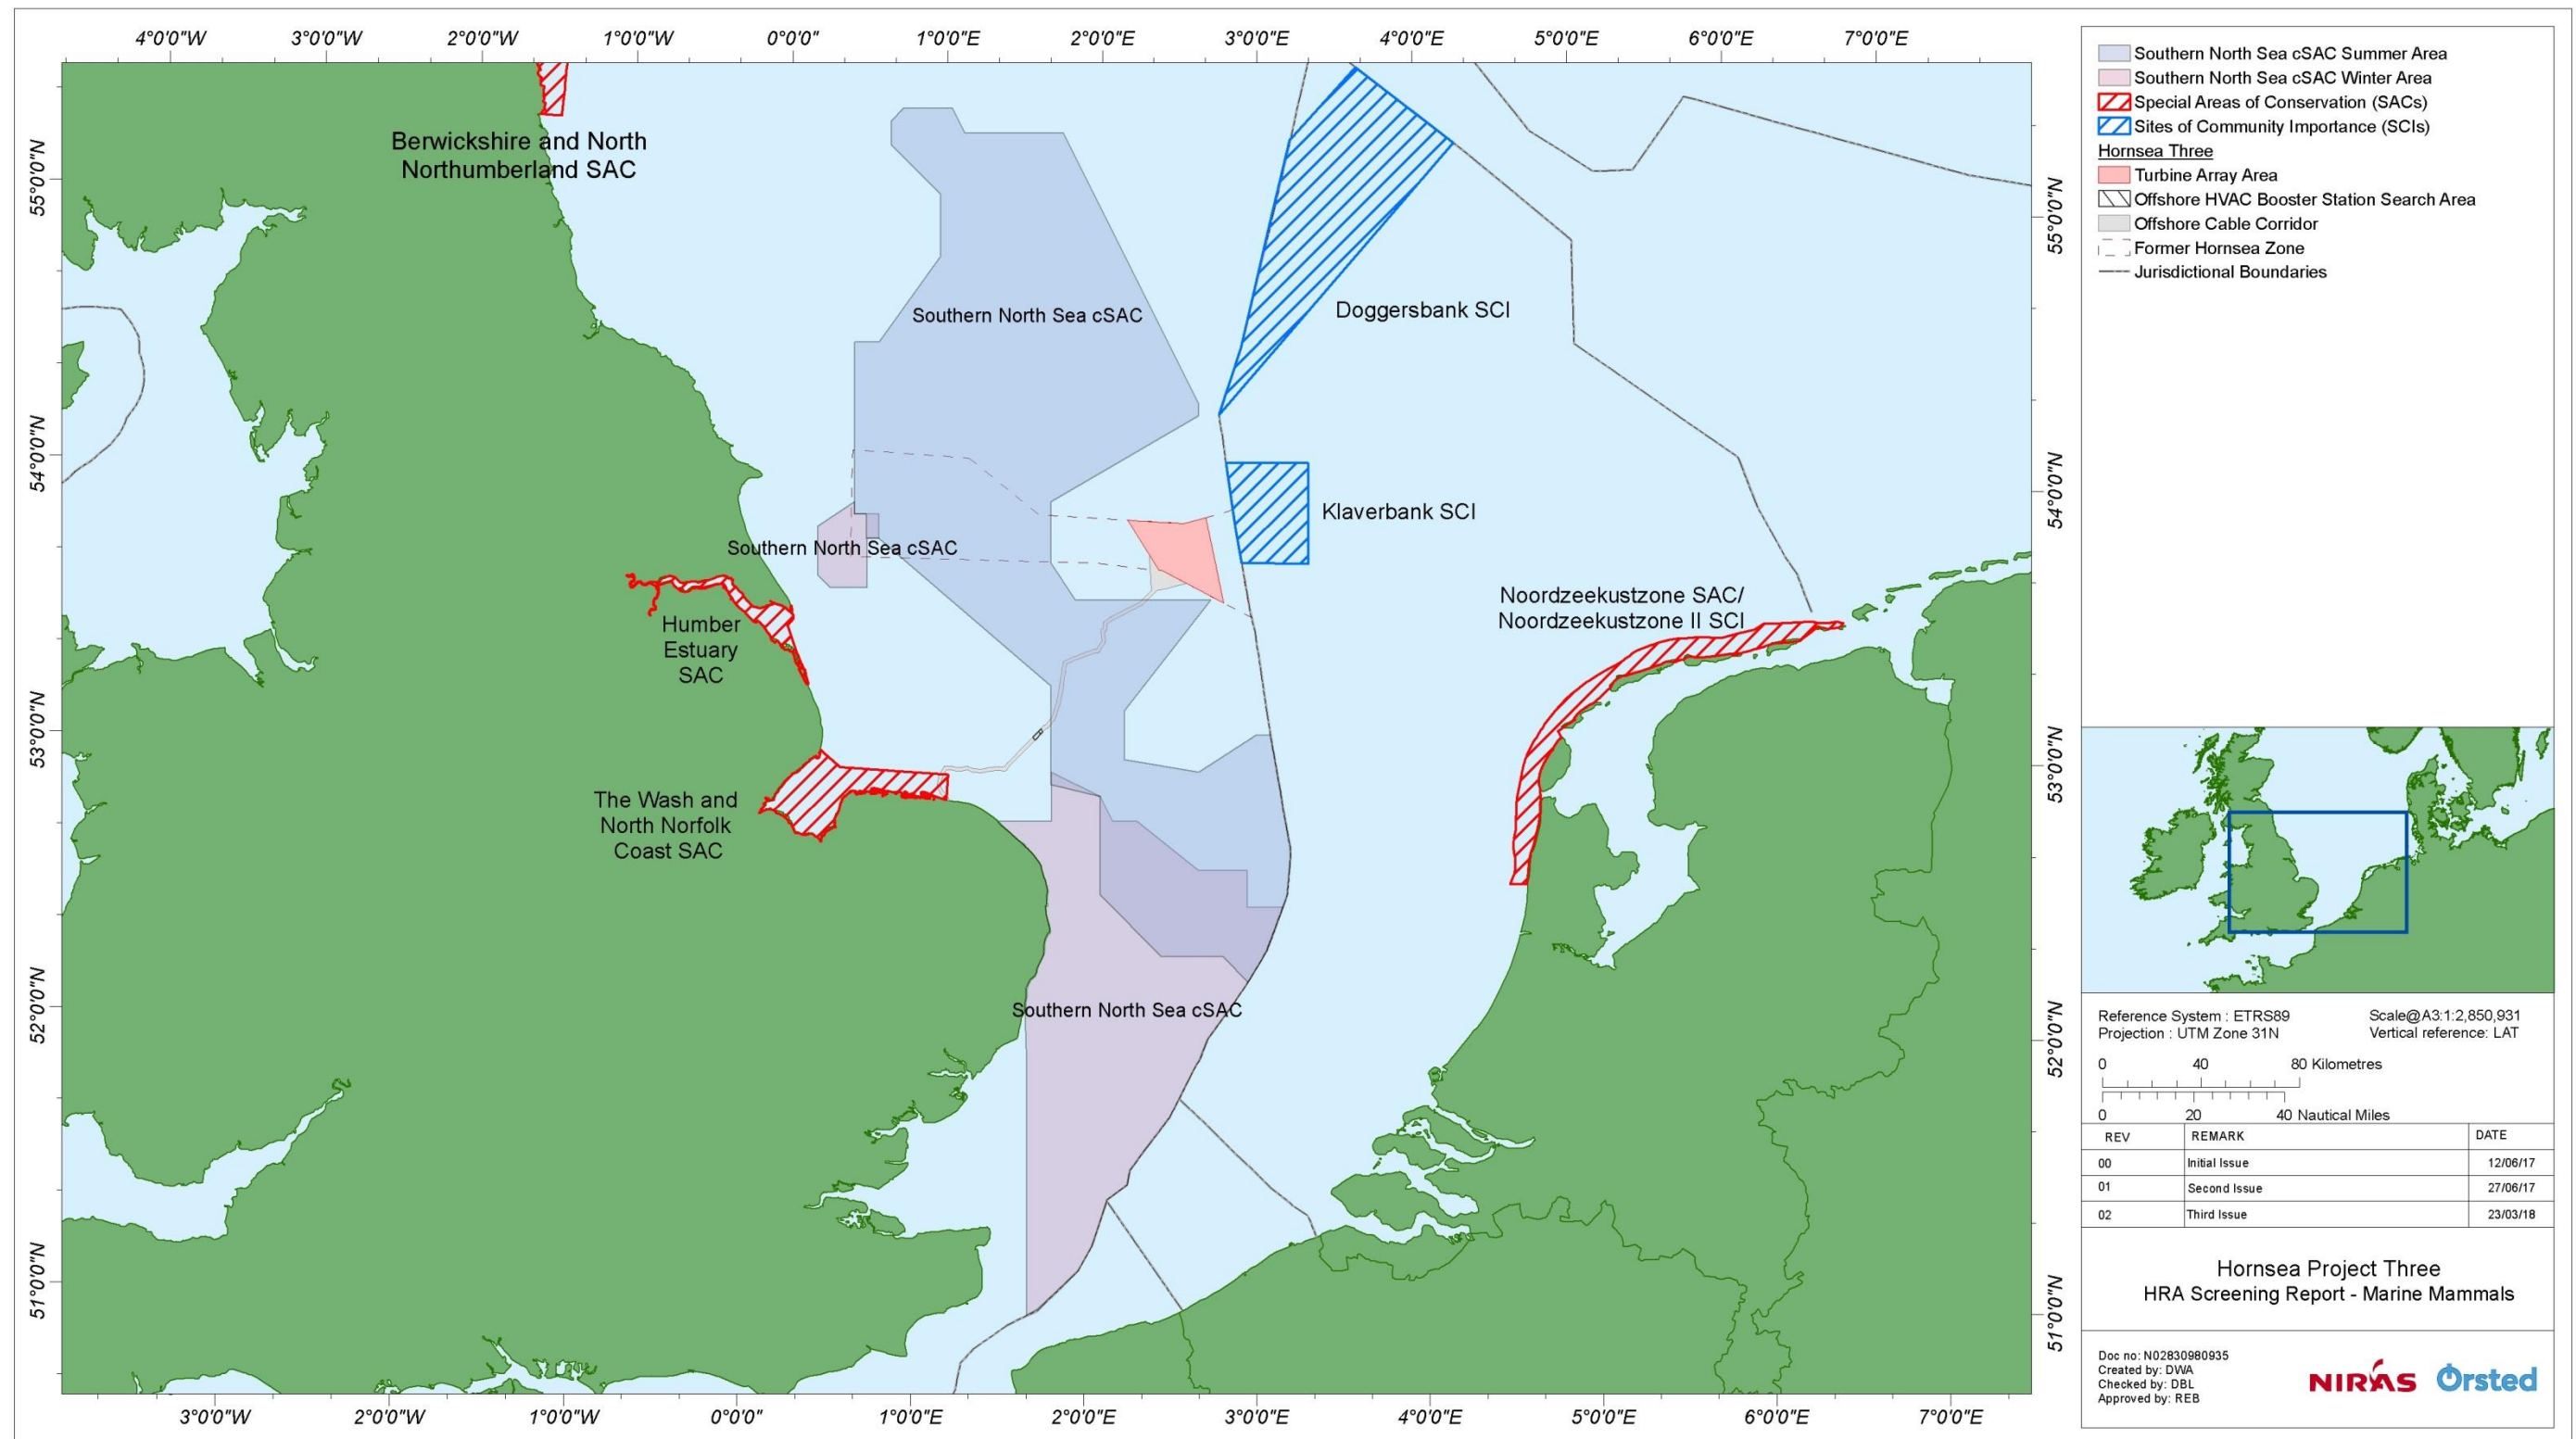 4°0'0"W 3°0'0"W 2°0'0"W 1°0'0"W 0°0'0" 1°0'0"E 2°0'0"E 3°0'0"E 4°0'0"E 5°0'0"E 6°0'0"E 7°0'0"E
55°0'0"N
54°0'0"N
53°0'0"N
52°0'0"N
51°0'0"N
Berwickshire and North
Northumberland SAC
Southern North Sea cSAC
Doggersbank SCI
Klaverbank SCI
Southern North Sea cSAC
Noordzeekustzone SAC/
Noordzeekustzone II SCI
Humber
Estuary
SAC
The Wash and
North Norfolk
Coast SAC
Southern North Sea cSAC
55°0'0"N
54°0'0"N
53°0'0"N
52°0'0"N
51°0'0"N
3°0'0"W 2°0'0"W 1°0'0"W 0°0'0" 1°0'0"E 2°0'0"E 3°0'0"E 4°0'0"E 5°0'0"E 6°0'0"E 7°0'0"E
Southern North Sea cSAC Summer Area
Southern North Sea cSAC Winter Area
Special Areas of Conservation (SACs)
Sites of Community Importance (SCIs)
Hornsea Three
Turbine Array Area
Offshore HVAC Booster Station Search Area
Offshore Cable Corridor
Former Hornsea Zone
Jurisdictional Boundaries
Reference System : ETRS89 Scale@A3:1:2,850,931
Projection : UTM Zone 31N Vertical reference: LAT
0 40 80 Kilometres
0 20 40 Nautical Miles
REV REMARK DATE
00 Initial Issue 12/06/17
01 Second Issue 27/06/17
02 Third Issue 23/03/18
Hornsea Project Three
HRA Screening Report - Marine Mammals
Doc no: N02830980935
Created by: DWA
Checked by: DBL
Approved by: REB
NIRAS Ørsted